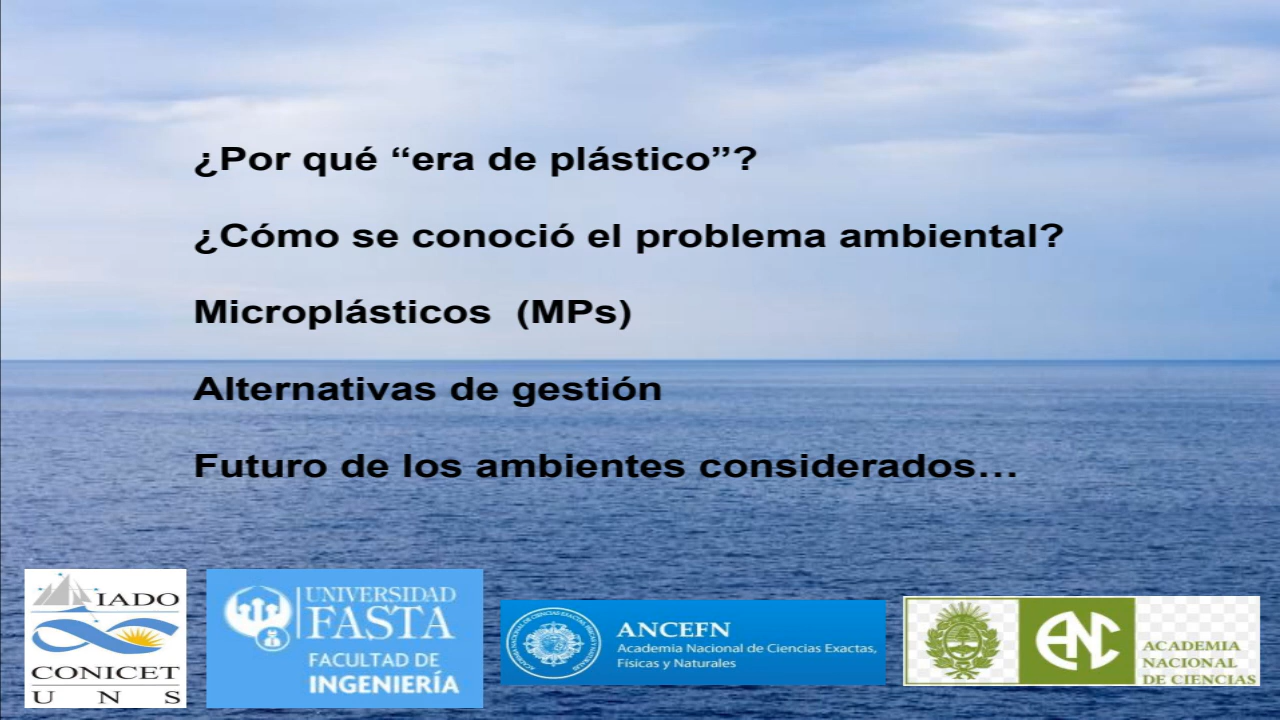 ¿Por qué “era de plástico”?
¿Cómo se conoció el problema ambiental?
Microplásticos (MPs)
Alternativas de gestión
Futuro de los ambientes considerados…
IADO
CONICET
U N S
UNIVERSIDAD
FASTA
FACULTAD DE
INGENIERÍA
ANCEFN
Academia Nacional de Ciencias Exactas,
Físicas y Naturales
ANC
ACADEMIA
NACIONAL
DE CIENCIAS